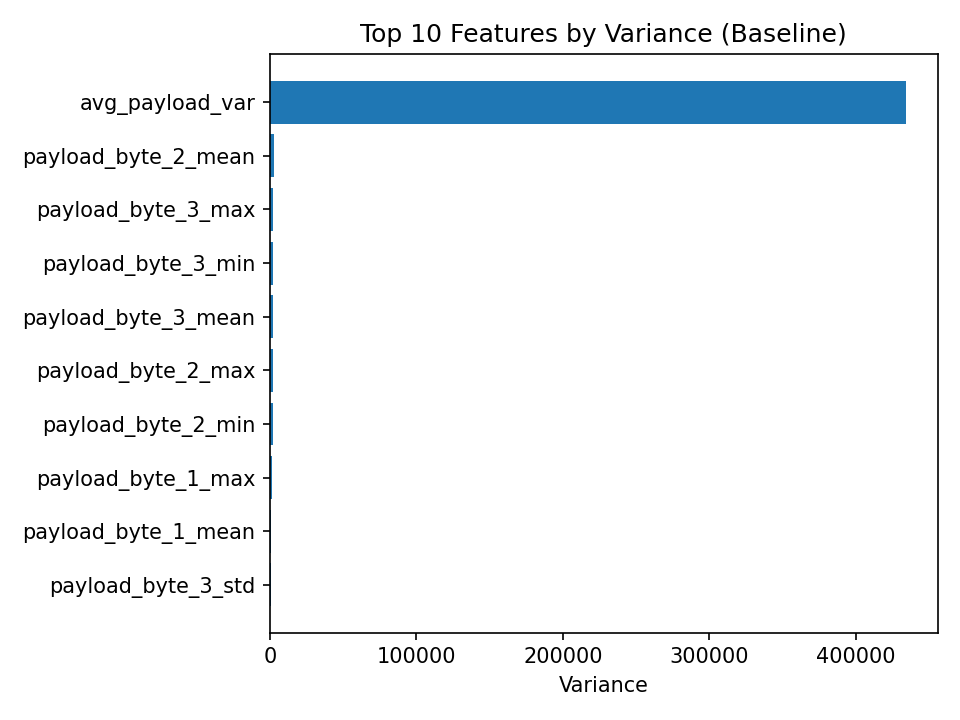 Top 10 Features by Variance (Baseline)
avg_payload_var
payload_byte_2_mean
payload_byte_3_max
payload_byte_3_min
payload_byte_3_mean
payload_byte_2_max
payload_byte_2_min
payload_byte_1_max
payload_byte_1_mean
payload_byte_3_std
0 100000 200000 300000 400000
Variance